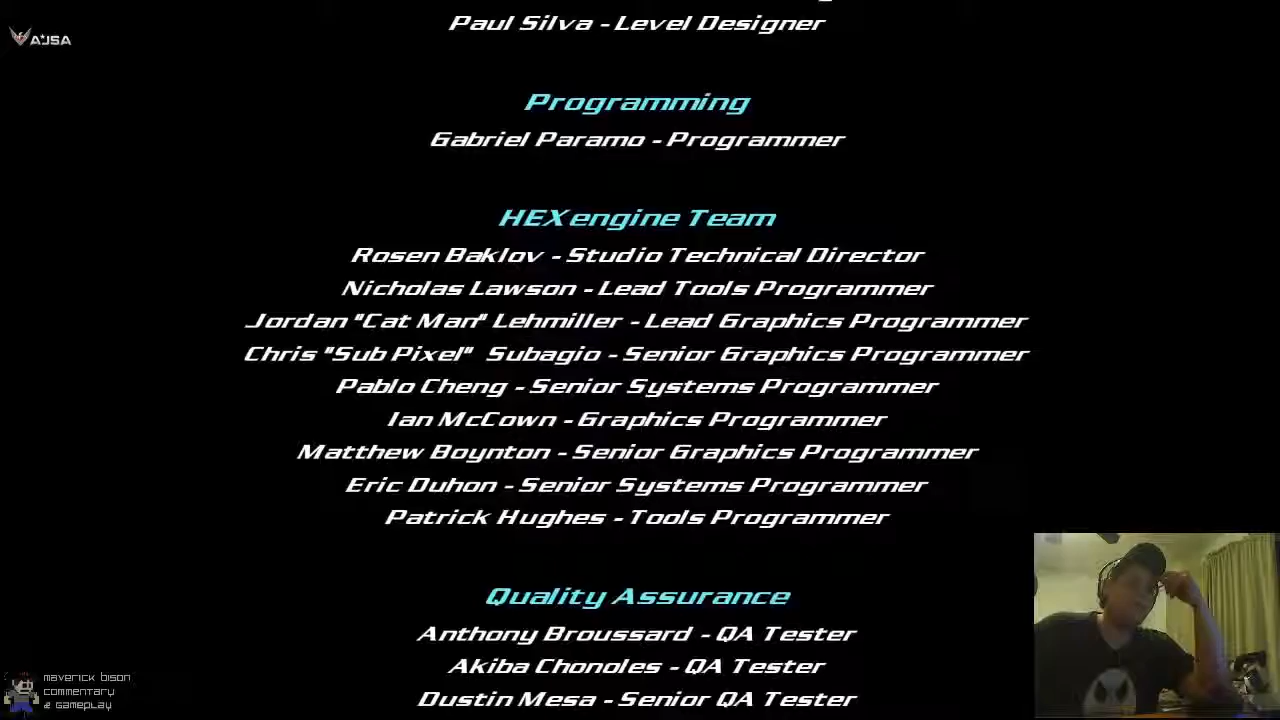 Paul Silva - Level Designer
AJSA
Programming
Gabriel Paramo - Programmer
HEXengine Team
Rosen Baklov - Studio Technical Director
Nicholas Lawson - Lead Tools Programmer
Jordan "Cat Man" Lehmiller - Lead Graphics Programmer
Chris "Sub Pixel" Subagio - Senior Graphics Programmer
Pablo Cheng - Senior Systems Programmer
Ian McCown - Graphics Programmer
Matthew Boynton - Senior Graphics Programmer
Eric Duhon - Senior Systems Programmer
Patrick Hughes - Tools Programmer
Quality Assurance
Anthony Broussard - QA Tester
Akiba Chonoles - QA Tester
Dustin Mesa - Senior QA Tester
maverick bison
commentary
& gameplay